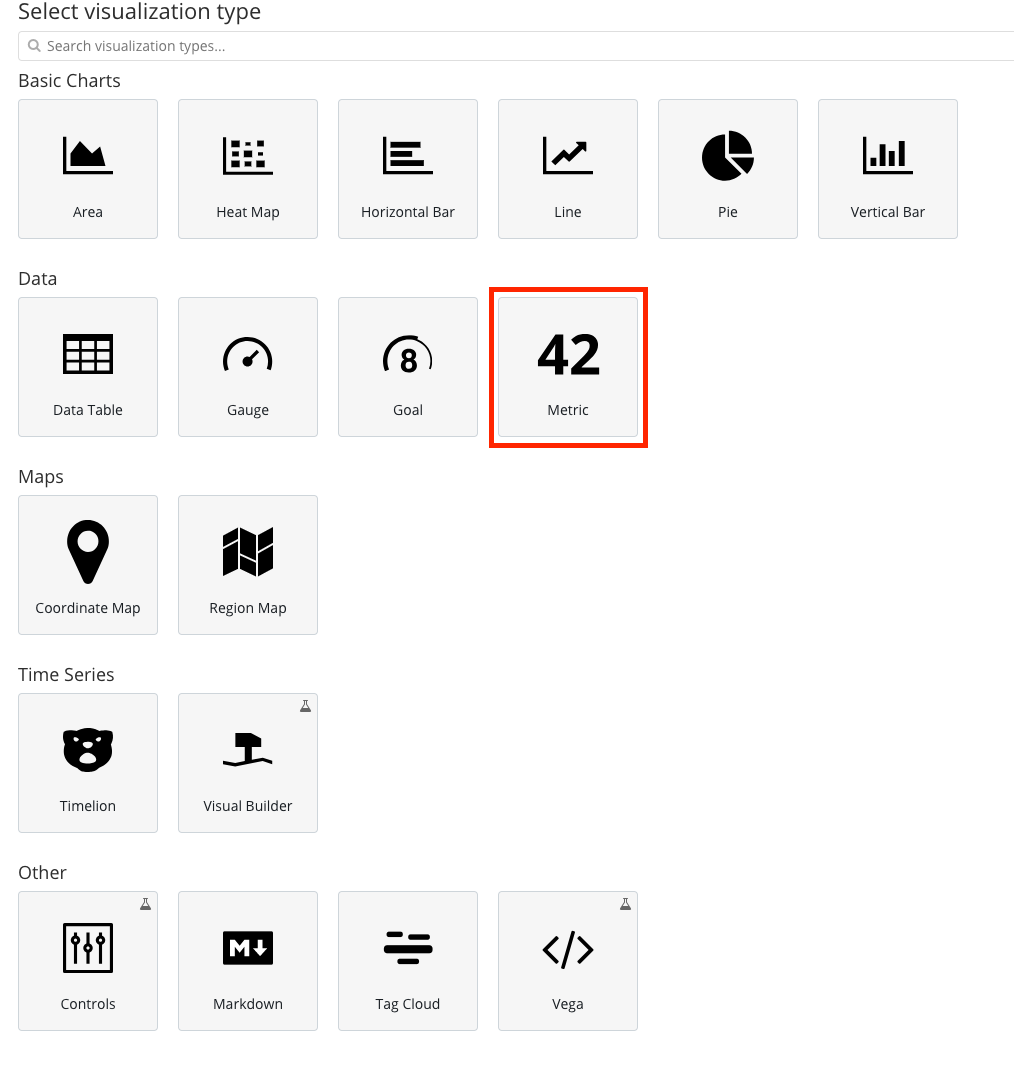 Select visualization type
Search visualization types...
Basic Charts
Area
Heat Map
Horizontal Bar
Line
Pie
Vertical Bar
Data
8
42
Data Table
Gauge
Goal
Metric
Maps
Coordinate Map
Region Map
Time Series
Timelion
Visual Builder
Other
M
Controls
Markdown
Tag Cloud
Vega